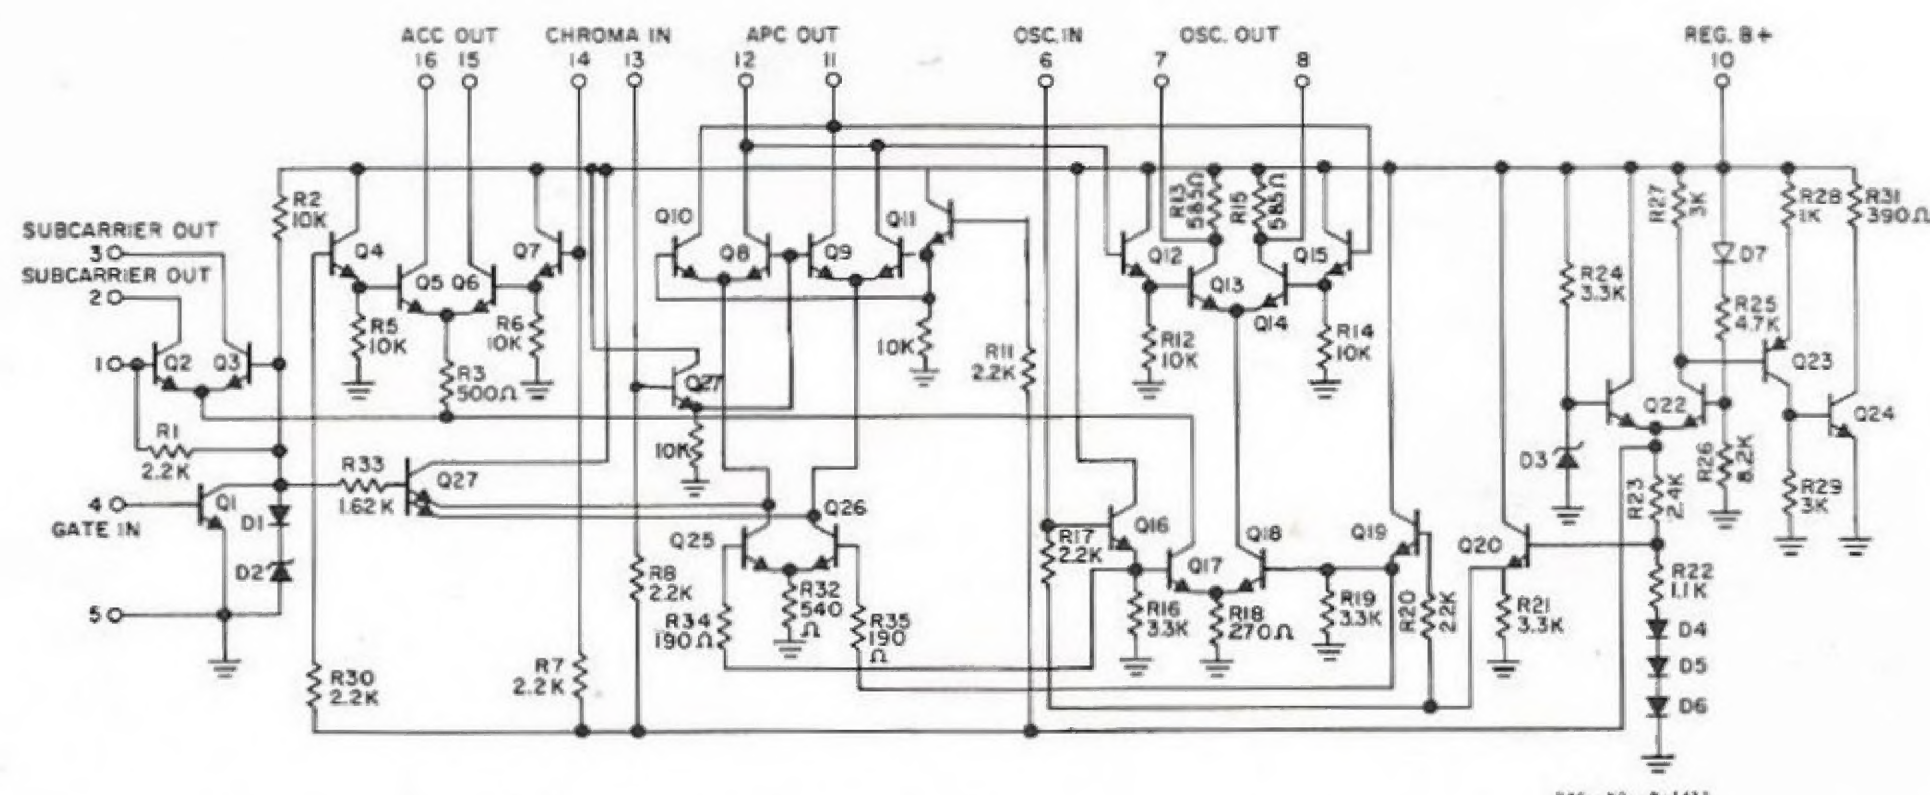 ACC OUT
16 15
CHROMA IN
14 13
APC OUT
12 11
OSC. IN
6
OSC. OUT
7 8
REG. B+
10
SUBCARRIER OUT
3
SUBCARRIER OUT
2
1
R1
2.2K
4
GATE IN
5
Q2
Q3
R2
10K
Q1
D1
D2
Q4
R5
10K
Q5
Q6
R3
500Ω
Q7
R6
10K
R33
1.62K
Q27
R30
2.2K
R7
2.2K
R8
2.2K
Q10
Q8
Q9
Q11
Q27
10K
10K
R11
2.2K
Q25
Q26
R32
540
Ω
R34
190Ω
R35
190
Ω
Q12
R12
10K
R13
585Ω
R15
585Ω
Q13
Q14
Q15
R14
10K
Q16
R17
2.2K
R16
3.3K
Q17
Q18
R18
270Ω
R19
3.3K
Q19
R20
2.2K
Q20
R21
3.3K
R24
3.3K
D3
Q22
R23
2.4K
R22
1.1K
D4
D5
D6
R27
3K
D7
R25
4.7K
R26
8.2K
R28
1K
R31
390Ω
Q23
Q24
R29
3K